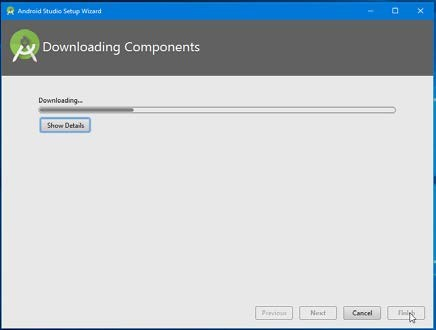 Android Studio Setup Wizard
Downloading Components
Downloading...
Show Details
Previous
Next
Cancel
Finish